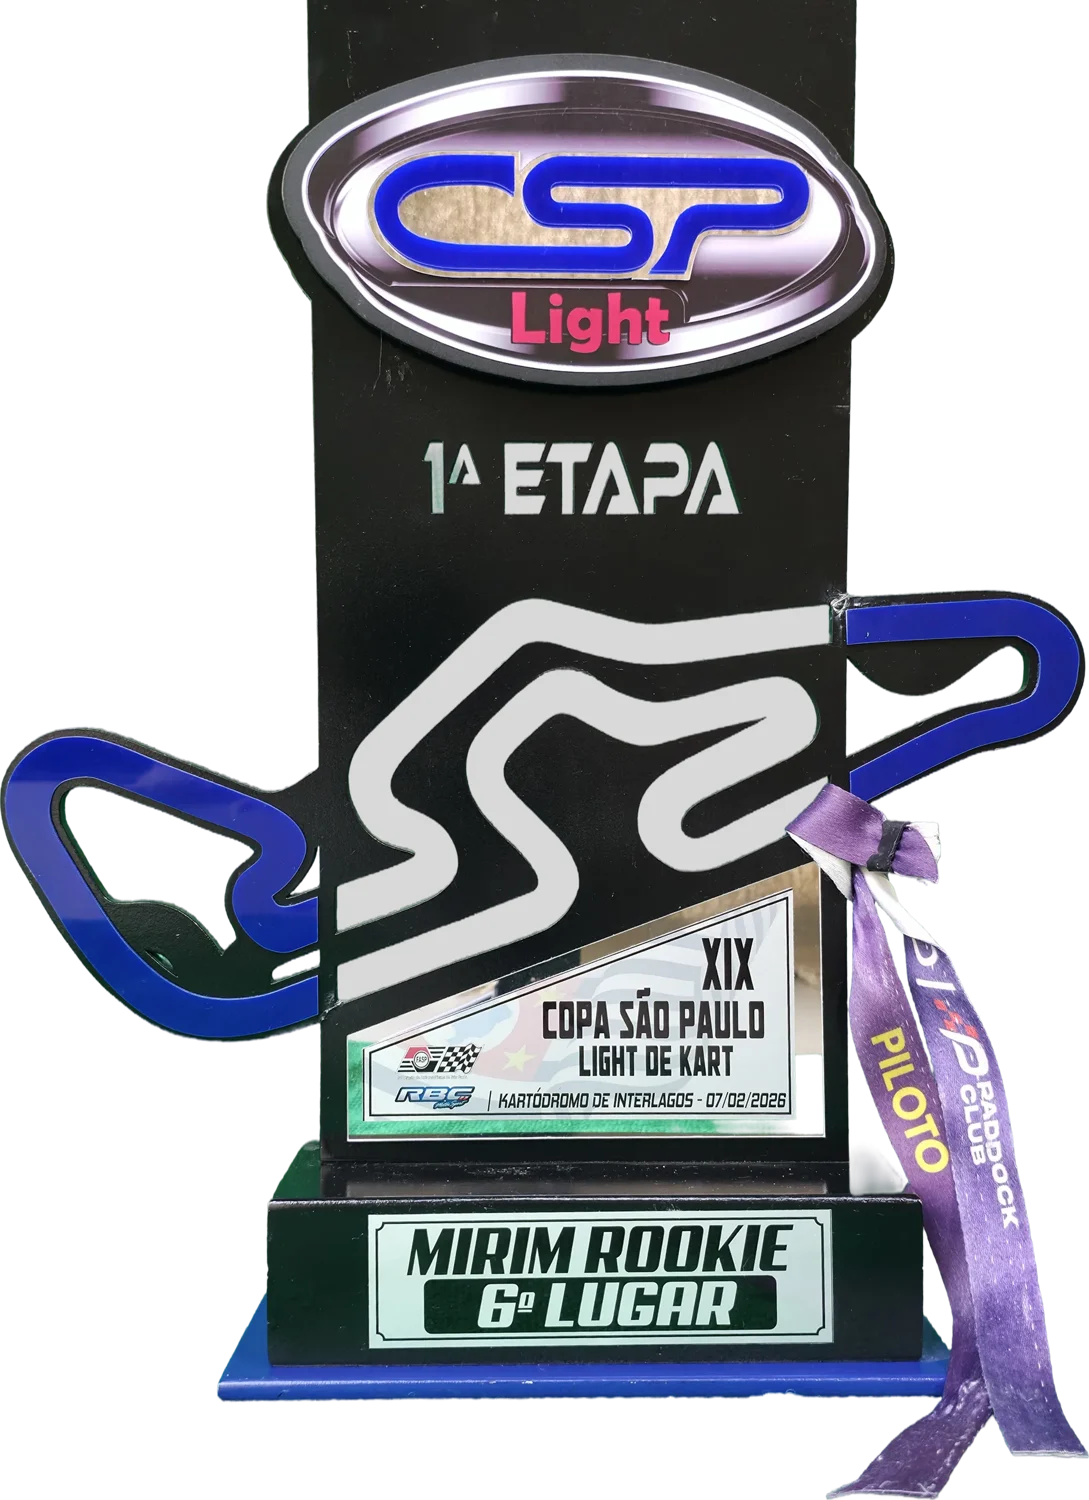 CSP
Light
1ª ETAPA
XIX
COPA SÃO PAULO
LIGHT DE KART
FASP
RBC
| KARTÓDROMO DE INTERLAGOS - 07/02/2026
PILOTO
PADDOCK
CLUB
MIRIM ROOKIE
6º LUGAR